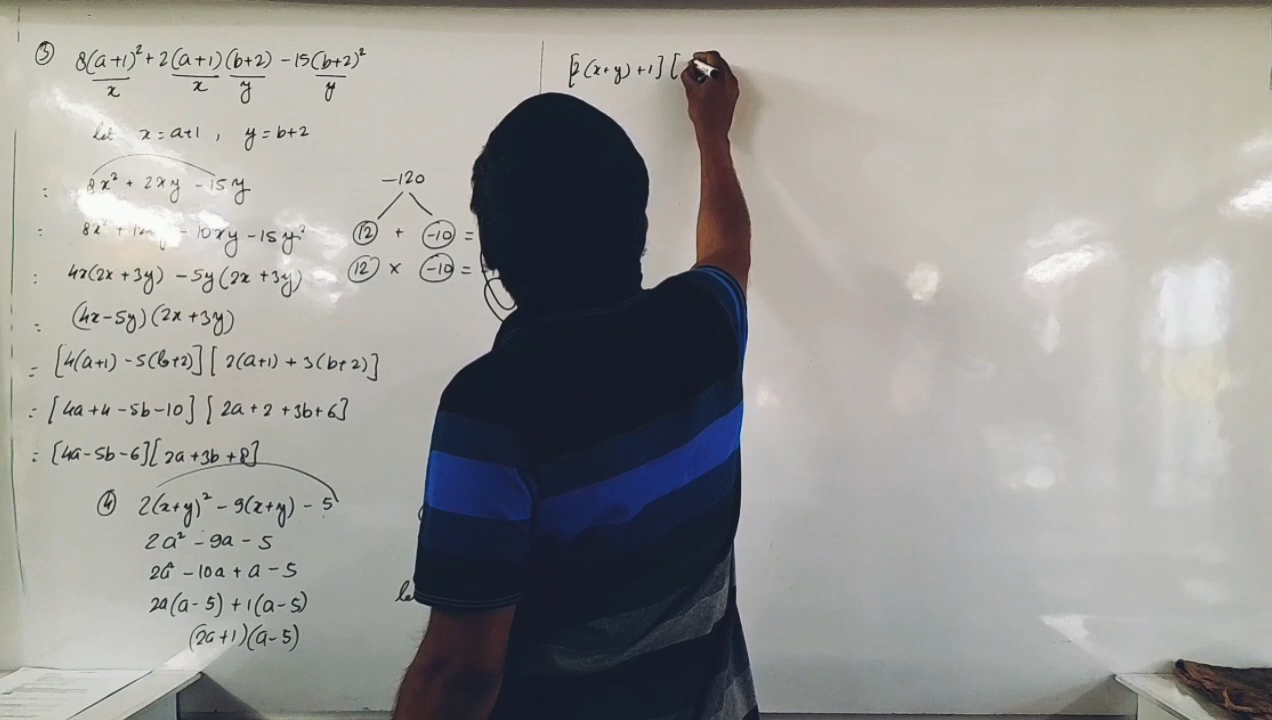 ③ 8(a+1)² + 2(a+1)(b+2) - 15(b+2)²
x x y y
let x = a+1 , y = b+2
: 8x² + 2xy - 15y
: 8x² + 12xy - 10xy - 15y²
: 4x(2x + 3y) - 5y(2x + 3y)
= (4x-5y)(2x+3y)
= [4(a+1) - 5(b+2)][2(a+1) + 3(b+2)]
= [4a+4-5b-10][2a+2+3b+6]
= [4a-5b-6][2a+3b+8]
-120
12 + -10 =
12 × -10 =
④ 2(x+y)² - 9(x+y) - 5
2a² - 9a - 5
2a² - 10a + a - 5
2a(a-5) + 1(a-5)
(2a+1)(a-5)
[2(x+y)+1][